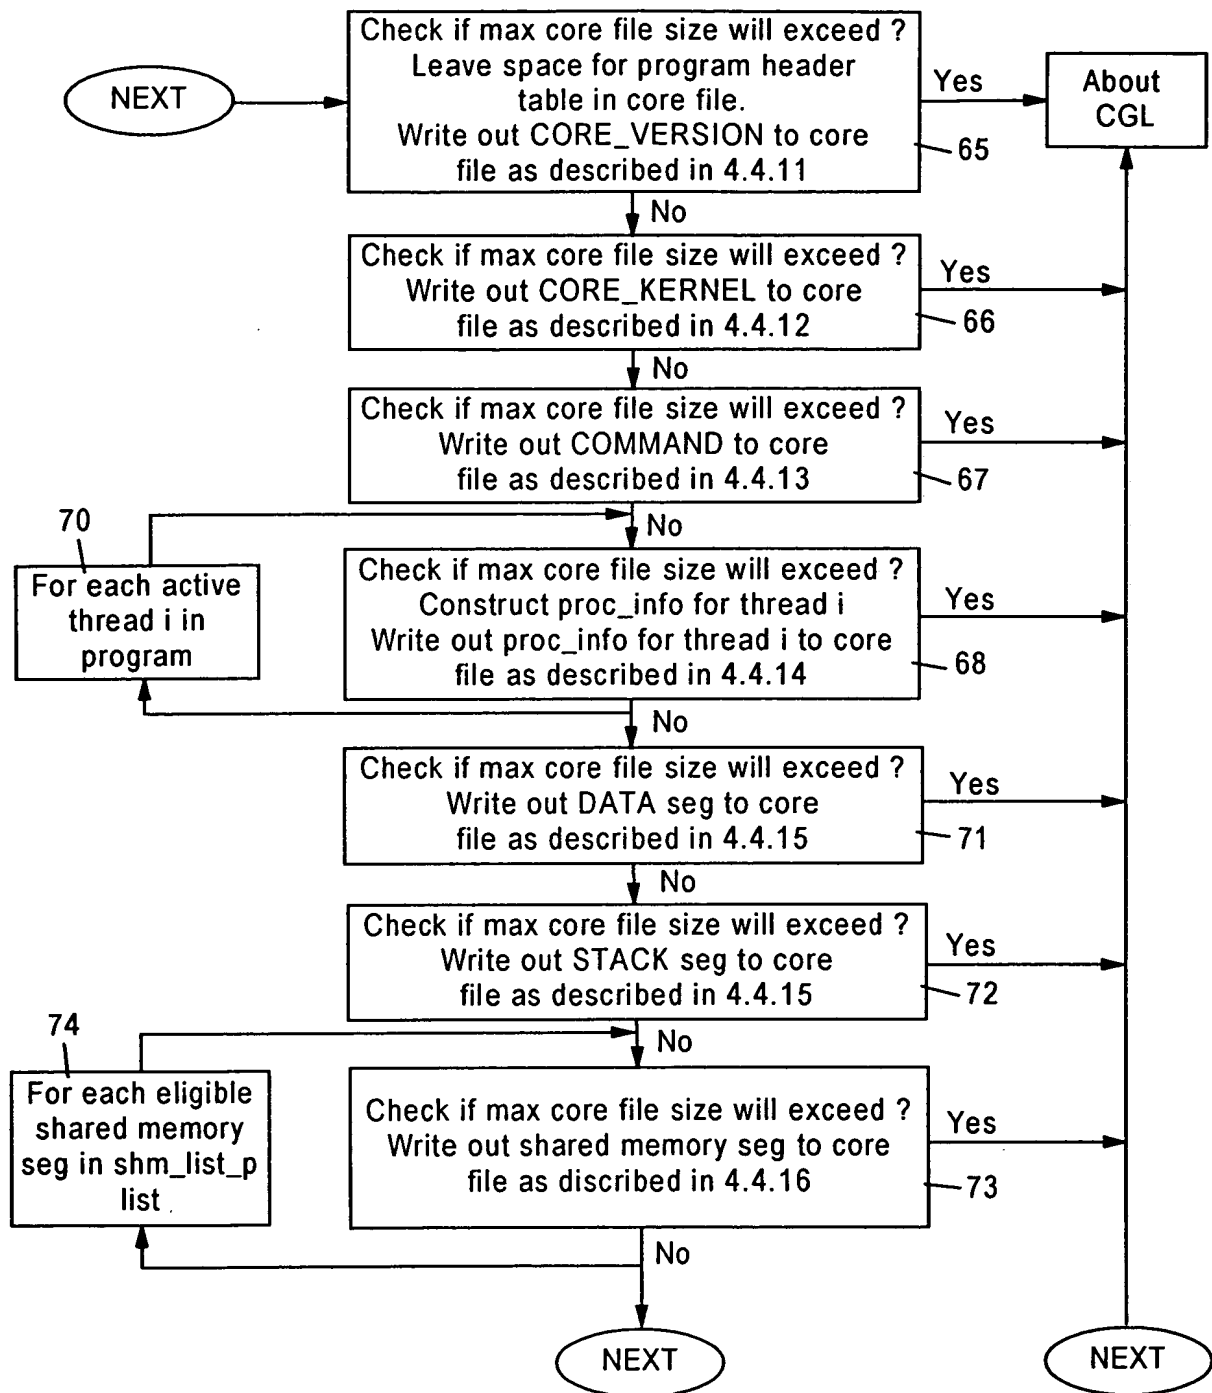 Check if max core file size will exceed ?
Leave space for program header
table in core file.
Write out CORE_VERSION to core
file as described in 4.4.11
NEXT
Yes
About
CGL
65
No
Check if max core file size will exceed ?
Write out CORE_KERNEL to core
file as described in 4.4.12
Yes
66
No
Check if max core file size will exceed ?
Write out COMMAND to core
file as described in 4.4.13
Yes
67
No
70
For each active
thread i in
program
Check if max core file size will exceed ?
Construct proc_info for thread i
Write out proc_info for thread i to core
file as described in 4.4.14
Yes
68
No
Check if max core file size will exceed ?
Write out DATA seg to core
file as described in 4.4.15
Yes
71
No
Check if max core file size will exceed ?
Write out STACK seg to core
file as described in 4.4.15
Yes
72
No
74
For each eligible
shared memory
seg in shm_list_p
list
Check if max core file size will exceed ?
Write out shared memory seg to core
file as discribed in 4.4.16
Yes
73
No
NEXT
NEXT